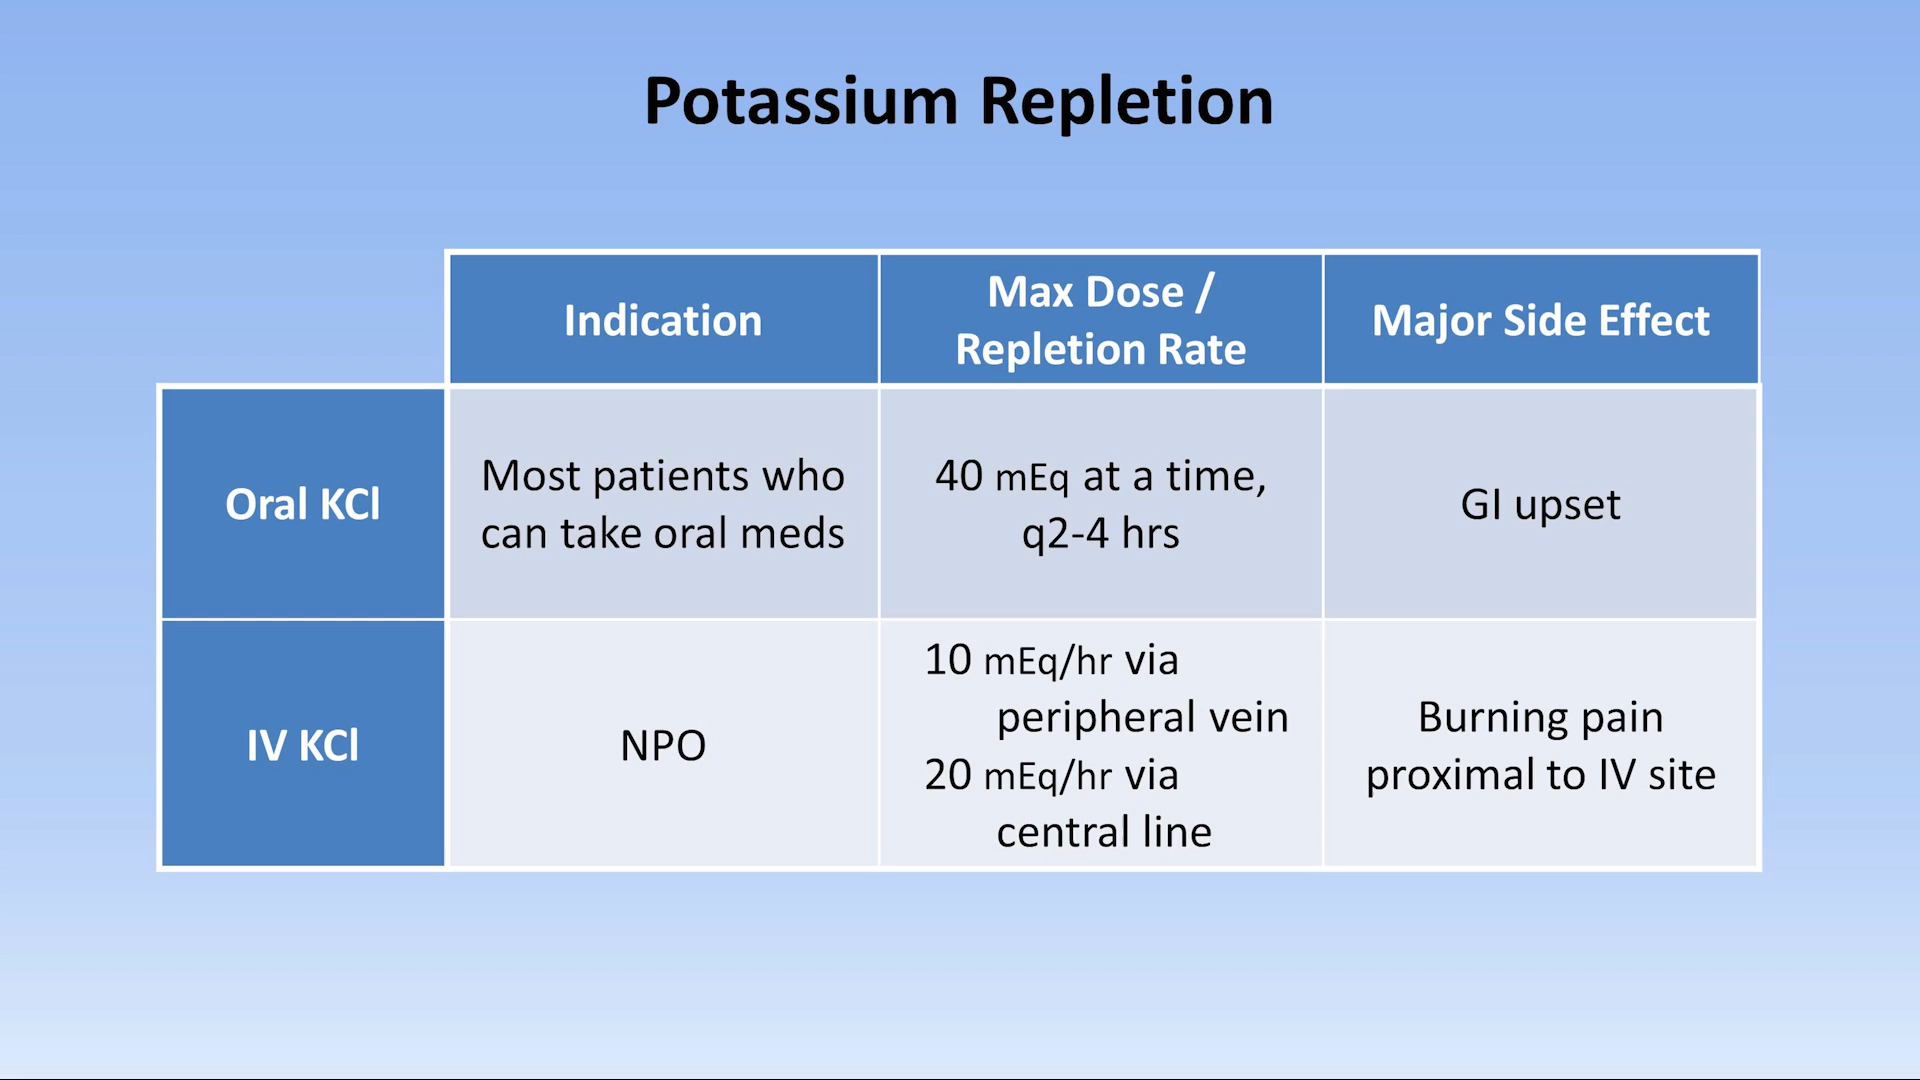 Potassium Repletion
Indication
Max Dose /
Repletion Rate
Major Side Effect
Oral KCl
Most patients who
can take oral meds
40 mEq at a time,
q2-4 hrs
GI upset
IV KCl
NPO
10 mEq/hr via
peripheral vein
20 mEq/hr via
central line
Burning pain
proximal to IV site